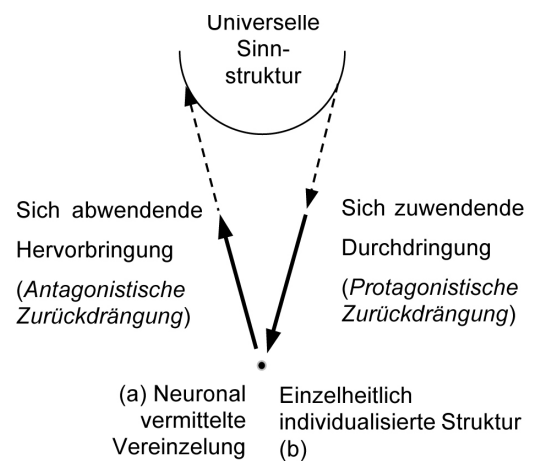 Universelle
Sinn-
struktur
Sich abwendende
Hervorbringung
(Antagonistische
Zurückdrängung)
Sich zuwendende
Durchdringung
(Protagonistische
Zurückdrängung)
(a) Neuronal
vermittelte
Vereinzelung
Einzelheitlich
individualisierte Struktur
(b)